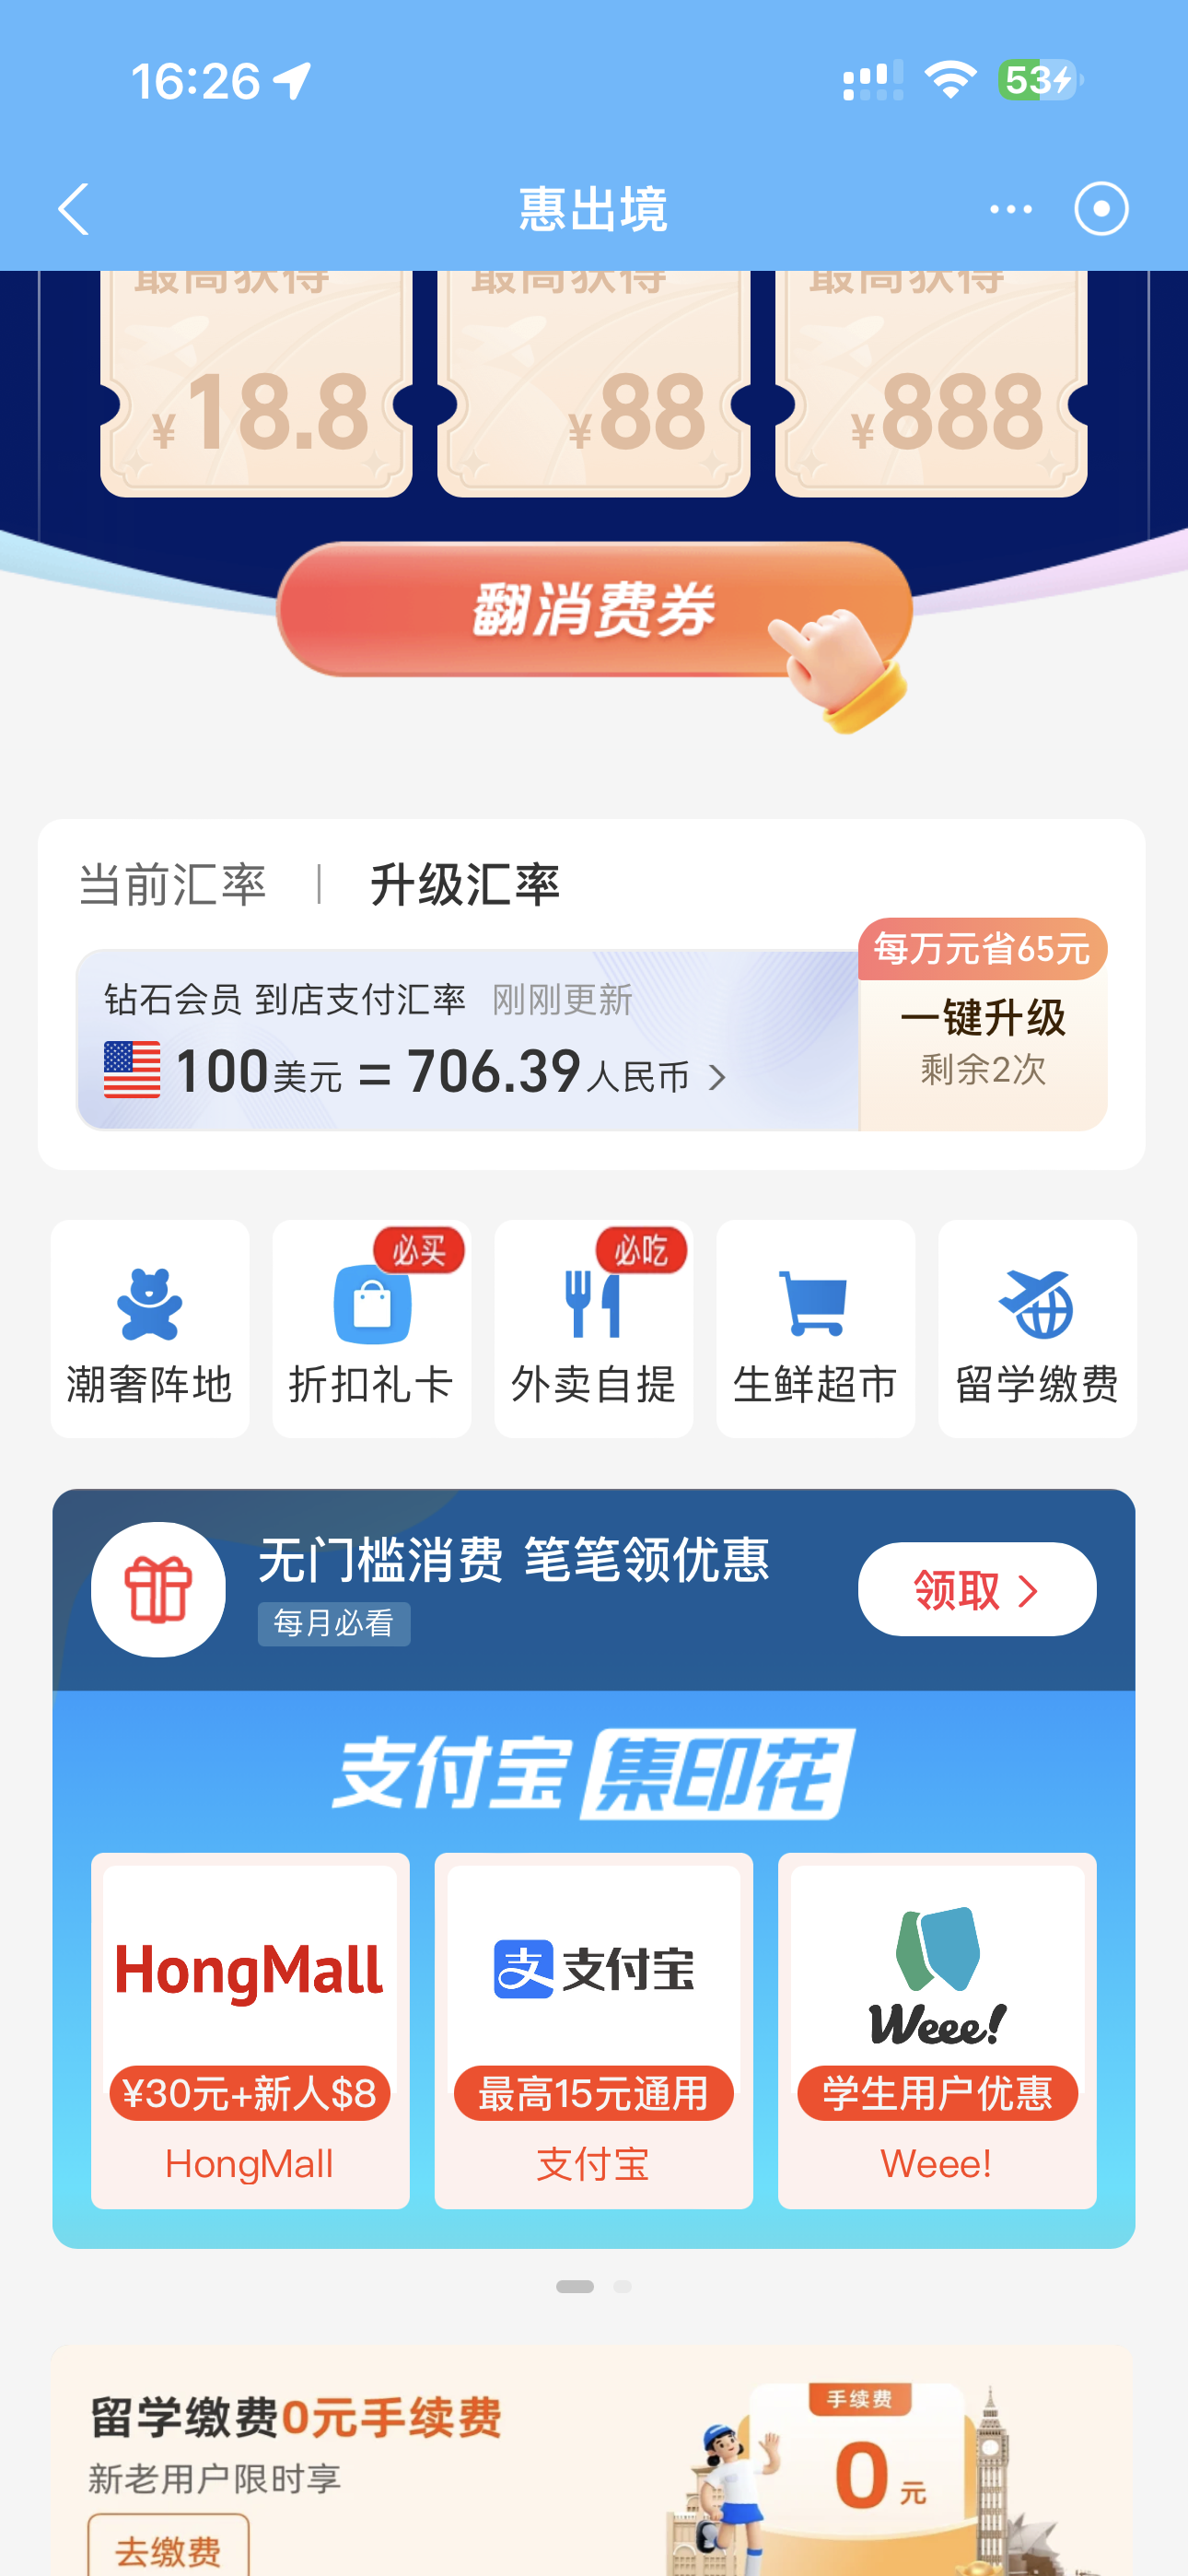 16:26
53
惠出境
最高获得 最高获得 最高获得
¥18.8 ¥88 ¥888
翻消费券
当前汇率 | 升级汇率
每万元省65元
钻石会员 到店支付汇率 刚刚更新
100美元 = 706.39人民币 >
一键升级
剩余2次
必买 必吃
潮奢阵地 折扣礼卡 外卖自提 生鲜超市 留学缴费
无门槛消费 笔笔领优惠
每月必看
领取 >
支付宝 集印花
HongMall
¥30元+新人$8
HongMall
支 支付宝
最高15元通用
支付宝
Weee!
学生用户优惠
Weee!
留学缴费0元手续费
新老用户限时享
去缴费
手续费
0元